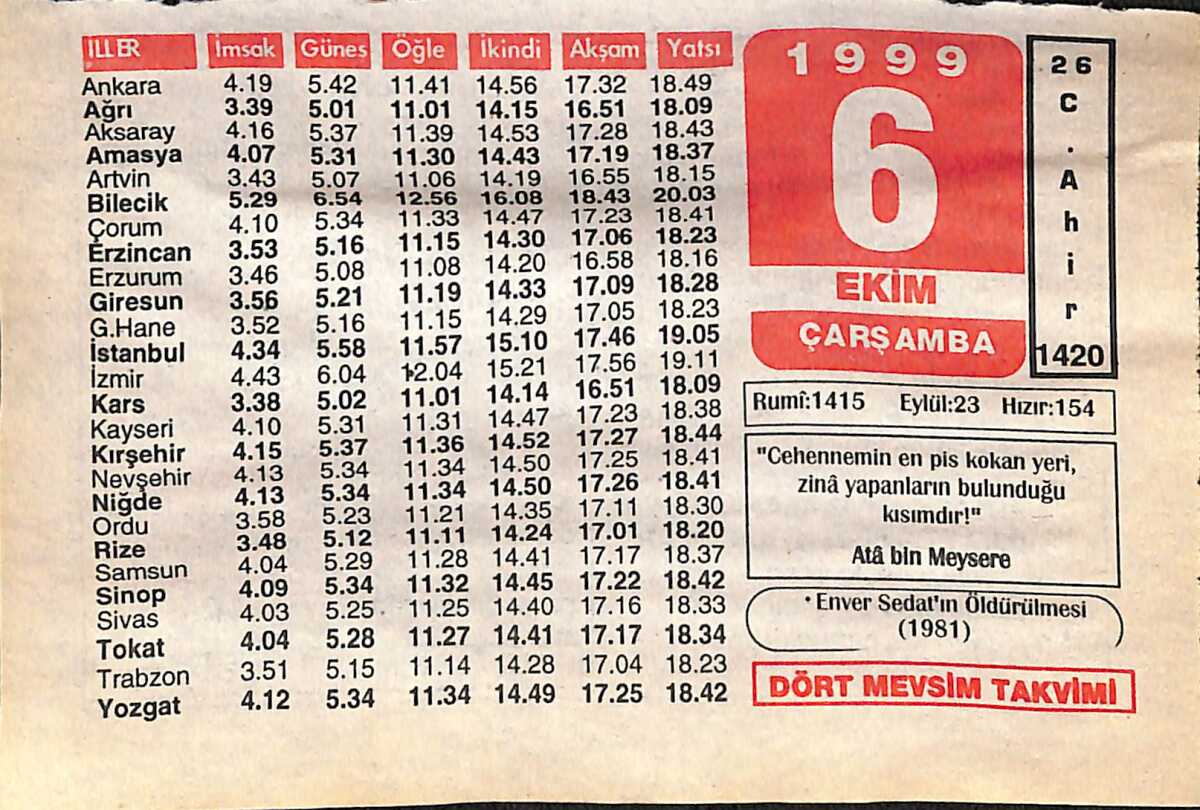 İLLER İmsak Güneş Öğle İkindi Akşam Yatsı
Ankara 4.19 5.42 11.41 14.56 17.32 18.49
Ağrı 3.39 5.01 11.01 14.15 16.51 18.09
Aksaray 4.16 5.37 11.39 14.53 17.28 18.43
Amasya 4.07 5.31 11.30 14.43 17.19 18.37
Artvin 3.43 5.07 11.06 14.19 16.55 18.15
Bilecik 5.29 6.54 12.56 16.08 18.43 20.03
Çorum 4.10 5.34 11.33 14.47 17.23 18.41
Erzincan 3.53 5.16 11.15 14.30 17.06 18.23
Erzurum 3.46 5.08 11.08 14.20 16.58 18.16
Giresun 3.56 5.21 11.19 14.33 17.09 18.28
G.Hane 3.52 5.16 11.15 14.29 17.05 18.23
İstanbul 4.34 5.58 11.57 15.10 17.46 19.05
İzmir 4.43 6.04 12.04 15.21 17.56 19.11
Kars 3.38 5.02 11.01 14.14 16.51 18.09
Kayseri 4.10 5.31 11.31 14.47 17.23 18.38
Kırşehir 4.15 5.37 11.36 14.52 17.27 18.44
Nevşehir 4.13 5.34 11.34 14.50 17.25 18.41
Niğde 4.13 5.34 11.34 14.50 17.26 18.41
Ordu 3.58 5.23 11.21 14.35 17.11 18.30
Rize 3.48 5.12 11.11 14.24 17.01 18.20
Samsun 4.04 5.29 11.28 14.41 17.17 18.37
Sinop 4.09 5.34 11.32 14.45 17.22 18.42
Sivas 4.03 5.25 11.25 14.40 17.16 18.33
Tokat 4.04 5.28 11.27 14.41 17.17 18.34
Trabzon 3.51 5.15 11.14 14.28 17.04 18.23
Yozgat 4.12 5.34 11.34 14.49 17.25 18.42
1999
6
EKİM
ÇARŞAMBA
26
C
.
A
h
i
r
1420
Rumî:1415 Eylül:23 Hızır:154
"Cehennemin en pis kokan yeri,
zinâ yapanların bulunduğu
kısımdır!"
Atâ bin Meysere
• Enver Sedat'ın Öldürülmesi
(1981)
DÖRT MEVSİM TAKVİMİ